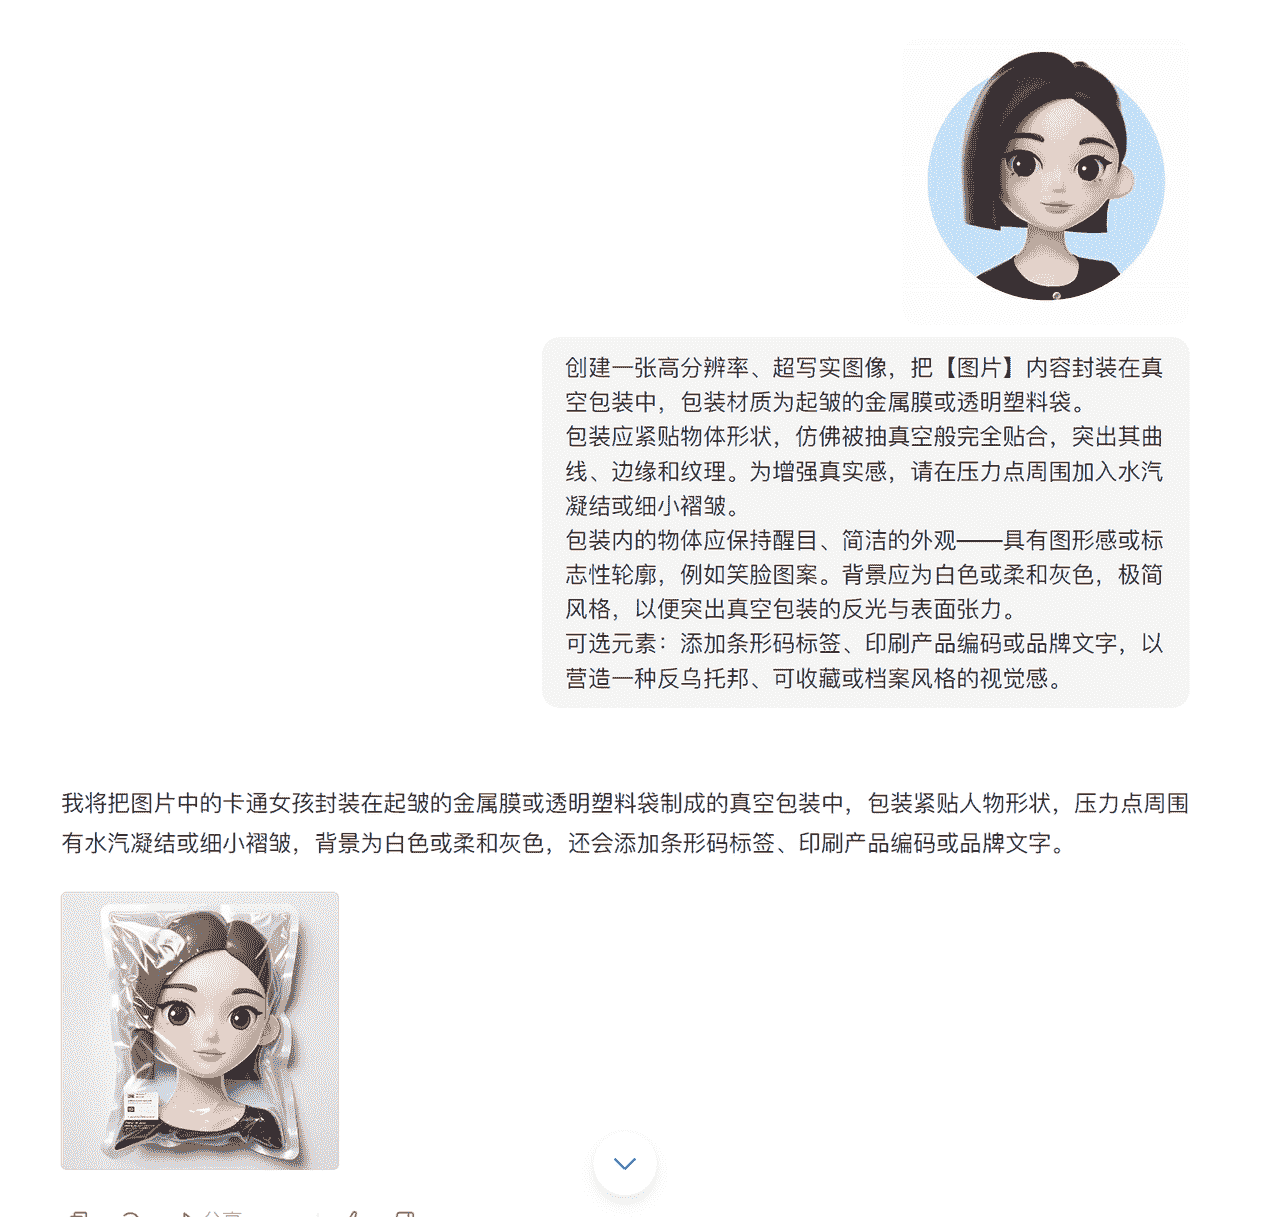 创建一张高分辨率、超写实图像，把【图片】内容封装在真
空包装中，包装材质为起皱的金属膜或透明塑料袋。
包装应紧贴物体形状，仿佛被抽真空般完全贴合，突出其曲
线、边缘和纹理。为增强真实感，请在压力点周围加入水汽
凝结或细小褶皱。
包装内的物体应保持醒目、简洁的外观——具有图形感或标
志性轮廓，例如笑脸图案。背景应为白色或柔和灰色，极简
风格，以便突出真空包装的反光与表面张力。
可选元素：添加条形码标签、印刷产品编码或品牌文字，以
营造一种反乌托邦、可收藏或档案风格的视觉感。
我将把图片中的卡通女孩封装在起皱的金属膜或透明塑料袋制成的真空包装中，包装紧贴人物形状，压力点周围
有水汽凝结或细小褶皱，背景为白色或柔和灰色，还会添加条形码标签、印刷产品编码或品牌文字。
分享